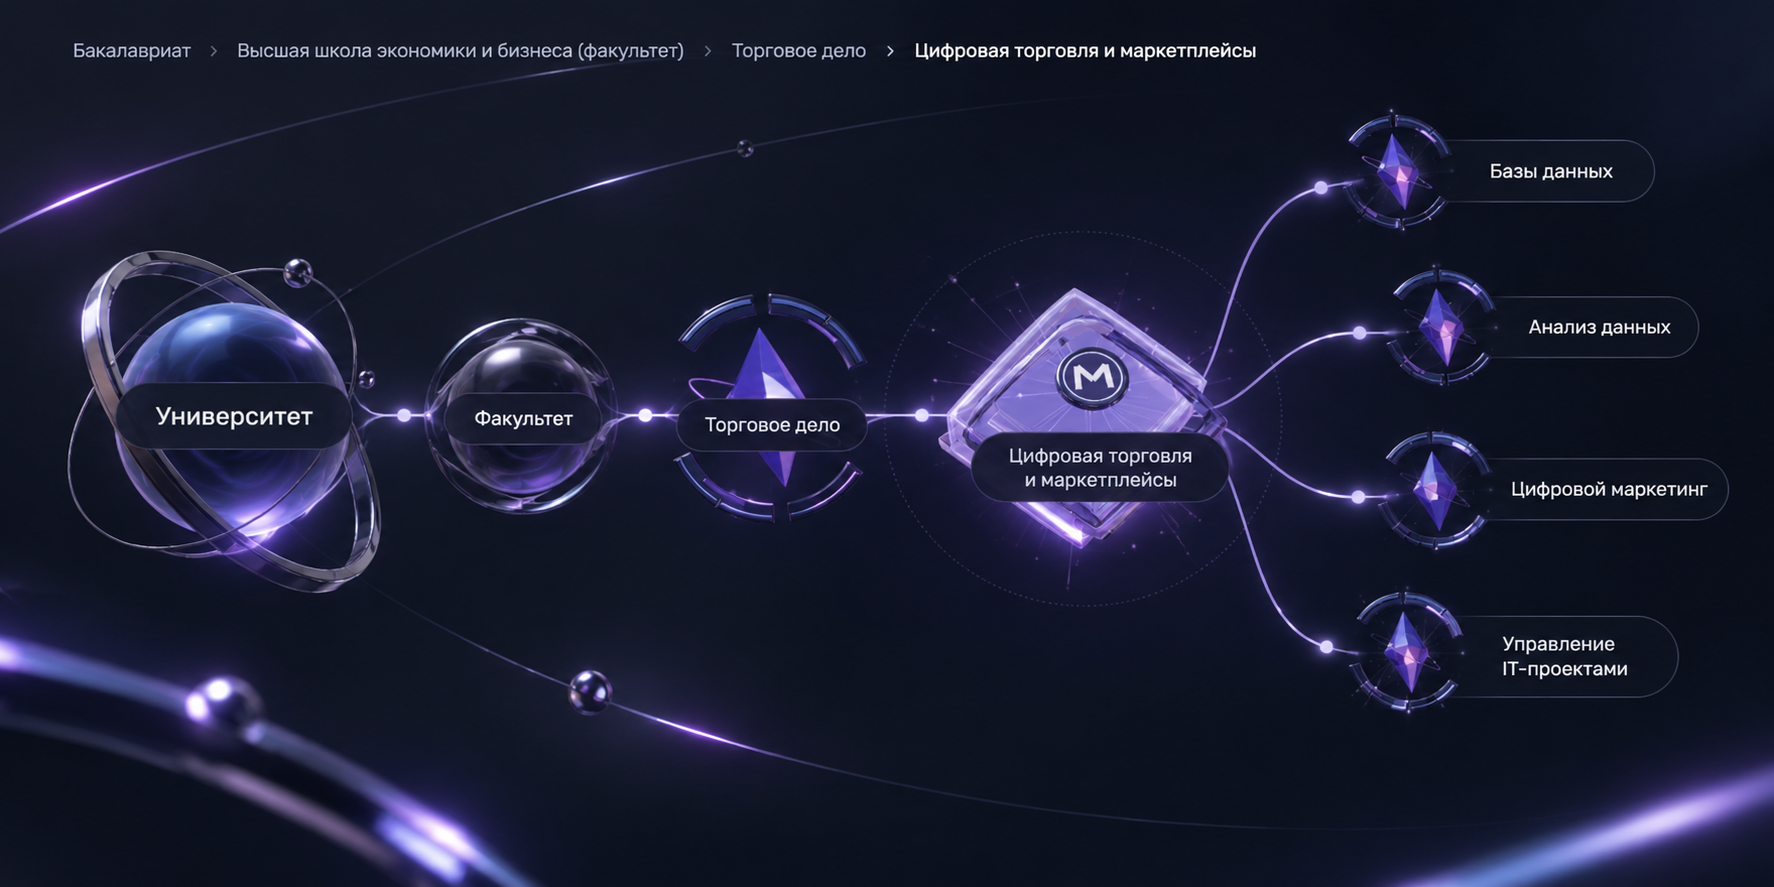 Бакалавриат > Высшая школа экономики и бизнеса (факультет) > Торговое дело > Цифровая торговля и маркетплейсы
Университет
Факультет
Торговое дело
M
Цифровая торговля
и маркетплейсы
Базы данных
Анализ данных
Цифровой маркетинг
Управление
IT-проектами